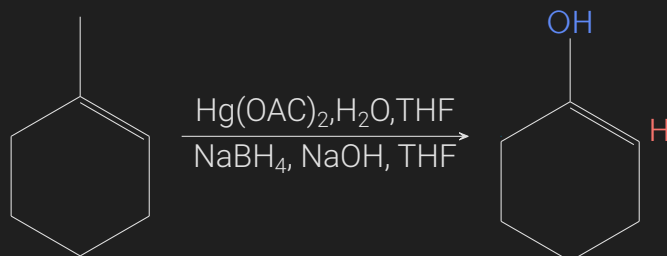 OH
Hg(OAC)₂,H₂O,THF
H
NaBH₄, NaOH, THF